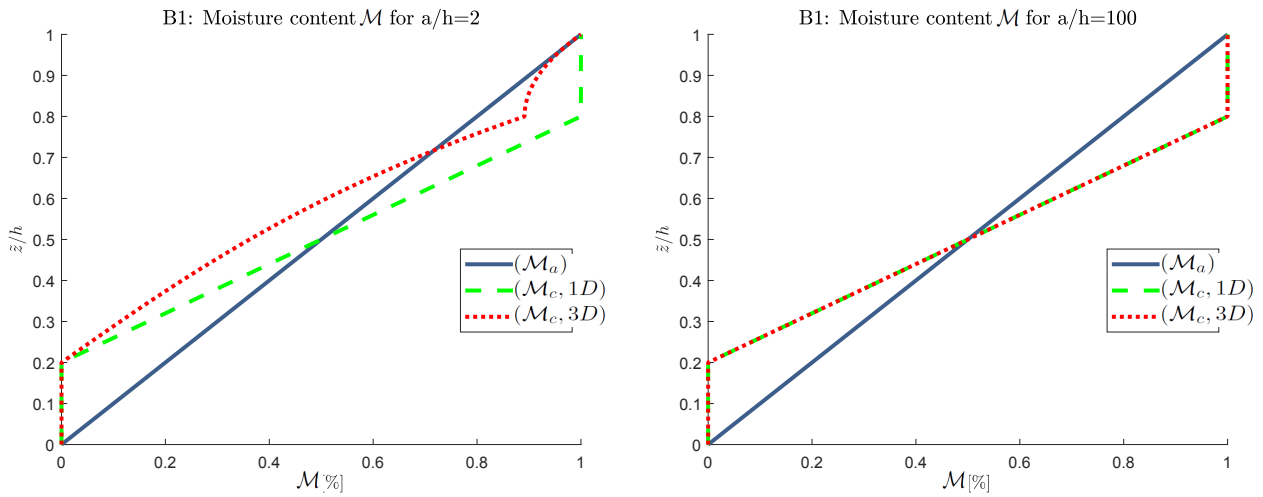 B1: Moisture content ℳ for a/h=2
1
0.9
0.8
0.7
0.6
0.5
0.4
0.3
0.2
0.1
0
z̃/h
(ℳₐ)
(ℳ_c, 1D)
(ℳ_c, 3D)
0 0.2 0.4 0.6 0.8 1
ℳ[%]
B1: Moisture content ℳ for a/h=100
1
0.9
0.8
0.7
0.6
0.5
0.4
0.3
0.2
0.1
0
z̃/h
(ℳₐ)
(ℳ_c, 1D)
(ℳ_c, 3D)
0 0.2 0.4 0.6 0.8 1
ℳ[%]